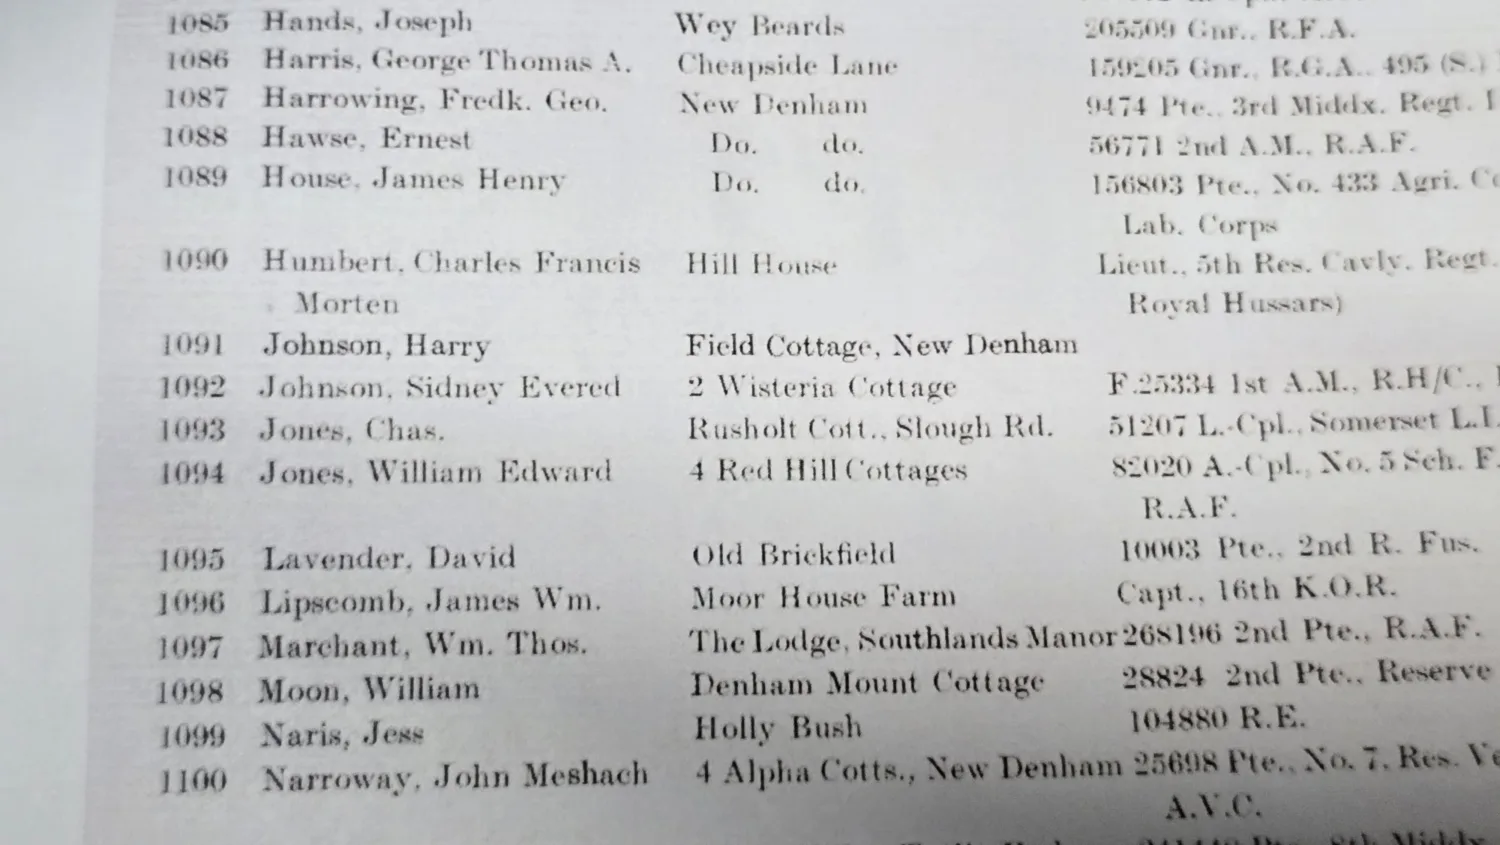 1085 Hands, Joseph Wey Beards 205509 Gnr., R.F.A.
1086 Harris, George Thomas A. Cheapside Lane 159205 Gnr., R.G.A., 495 (S.)
1087 Harrowing, Fredk. Geo. New Denham 9474 Pte., 3rd Middx. Regt.
1088 Hawse, Ernest Do. do. 56771 2nd A.M., R.A.F.
1089 House, James Henry Do. do. 156803 Pte., No. 433 Agri. Co
Lab. Corps
1090 Humbert, Charles Francis Hill House Lieut., 5th Res. Cavly. Regt.
Morten Royal Hussars)
1091 Johnson, Harry Field Cottage, New Denham
1092 Johnson, Sidney Evered 2 Wisteria Cottage F.25334 1st A.M., R.H/C.,
1093 Jones, Chas. Rusholt Cott., Slough Rd. 51207 L.-Cpl., Somerset L.I.
1094 Jones, William Edward 4 Red Hill Cottages 82020 A.-Cpl., No. 5 Sch. F.
R.A.F.
1095 Lavender, David Old Brickfield 10003 Pte., 2nd R. Fus.
1096 Lipscomb, James Wm. Moor House Farm Capt., 16th K.O.R.
1097 Marchant, Wm. Thos. The Lodge, Southlands Manor 268196 2nd Pte., R.A.F.
1098 Moon, William Denham Mount Cottage 28824 2nd Pte., Reserve
1099 Naris, Jess Holly Bush 104880 R.E.
1100 Narroway, John Meshach 4 Alpha Cotts., New Denham 25698 Pte., No. 7, Res. Ve
A.V.C.